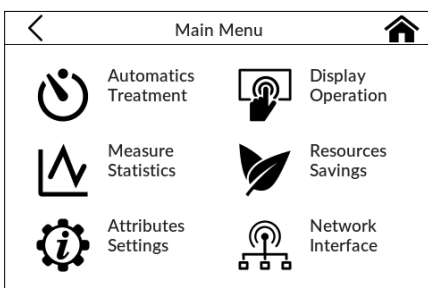 Main Menu
Automatics
Treatment
Display
Operation
Measure
Statistics
Resources
Savings
Attributes
Settings
Network
Interface